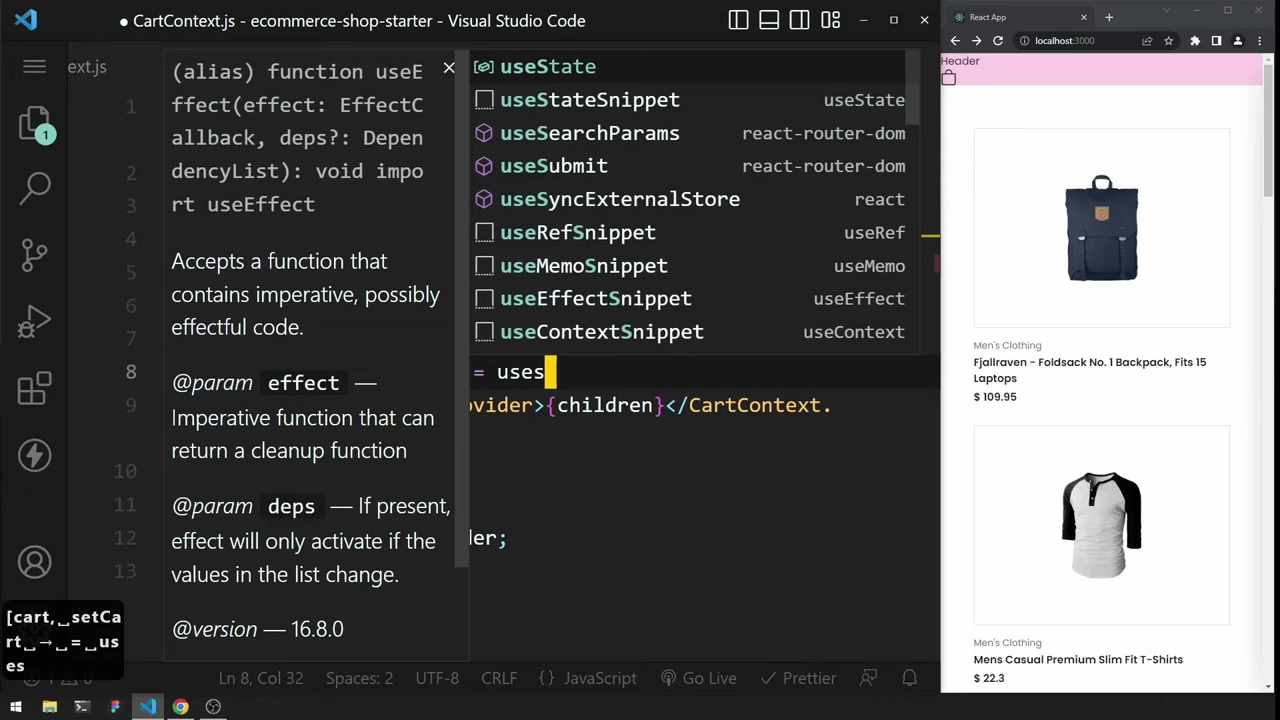 ● CartContext.js - ecommerce-shop-starter - Visual Studio Code
ext.js
1
1
2
3
4
5
6
7
8
9
10
11
12
13
(alias) function useE
ffect(effect: EffectC
allback, deps?: Depen
dencyList): void impo
rt useEffect
Accepts a function that
contains imperative, possibly
effectful code.
@param effect —
Imperative function that can
return a cleanup function
@param deps — If present,
effect will only activate if the
values in the list change.
@version — 16.8.0
useState
useStateSnippet useState
useSearchParams react-router-dom
useSubmit react-router-dom
useSyncExternalStore react
useRefSnippet useRef
useMemoSnippet useMemo
useEffectSnippet useEffect
useContextSnippet useContext
= uses
ovider>{children}</CartContext.
der;
[cart,␣setCa
rt␣→␣=␣us
es
Ln 8, Col 32 Spaces: 2 UTF-8 CRLF {} JavaScript Go Live Prettier
React App
localhost:3000
Header
Men's Clothing
Fjallraven - Foldsack No. 1 Backpack, Fits 15
Laptops
$ 109.95
Men's Clothing
Mens Casual Premium Slim Fit T-Shirts
$ 22.3